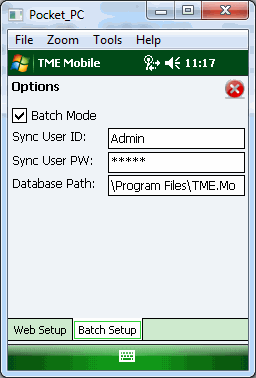 Pocket_PC
File Zoom Tools Help
TME Mobile 11:17
Options
Batch Mode
Sync User ID: Admin
Sync User PW: *****
Database Path: \Program Files\TME.Mo
Web Setup Batch Setup